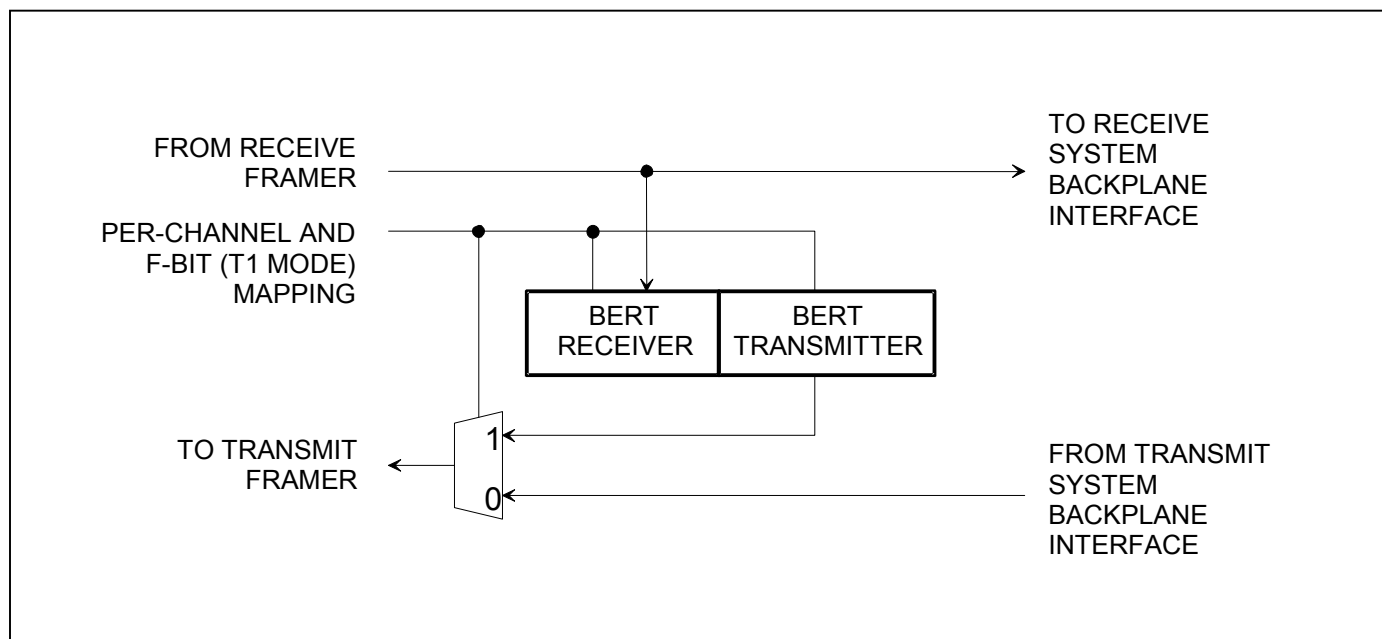 FROM RECEIVE
FRAMER
TO RECEIVE
SYSTEM
BACKPLANE
INTERFACE
PER-CHANNEL AND
F-BIT (T1 MODE)
MAPPING
BERT
RECEIVER
BERT
TRANSMITTER
1
0
TO TRANSMIT
FRAMER
FROM TRANSMIT
SYSTEM
BACKPLANE
INTERFACE